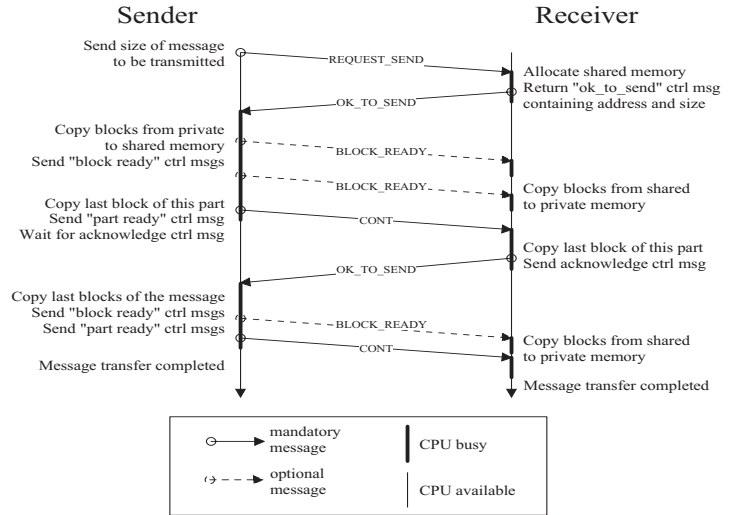 Sender
Receiver
Send size of message
to be transmitted
REQUEST_SEND
Allocate shared memory
Return "ok_to_send" ctrl msg
containing address and size
OK_TO_SEND
Copy blocks from private
to shared memory
Send "block ready" ctrl msgs
BLOCK_READY
BLOCK_READY
Copy blocks from shared
to private memory
Copy last block of this part
Send "part ready" ctrl msg
Wait for acknowledge ctrl msg
CONT
Copy last block of this part
Send acknowledge ctrl msg
OK_TO_SEND
Copy last blocks of the message
Send "block ready" ctrl msgs
Send "part ready" ctrl msgs
BLOCK_READY
CONT
Copy blocks from shared
to private memory
Message transfer completed
Message transfer completed
mandatory
message
CPU busy
optional
message
CPU available